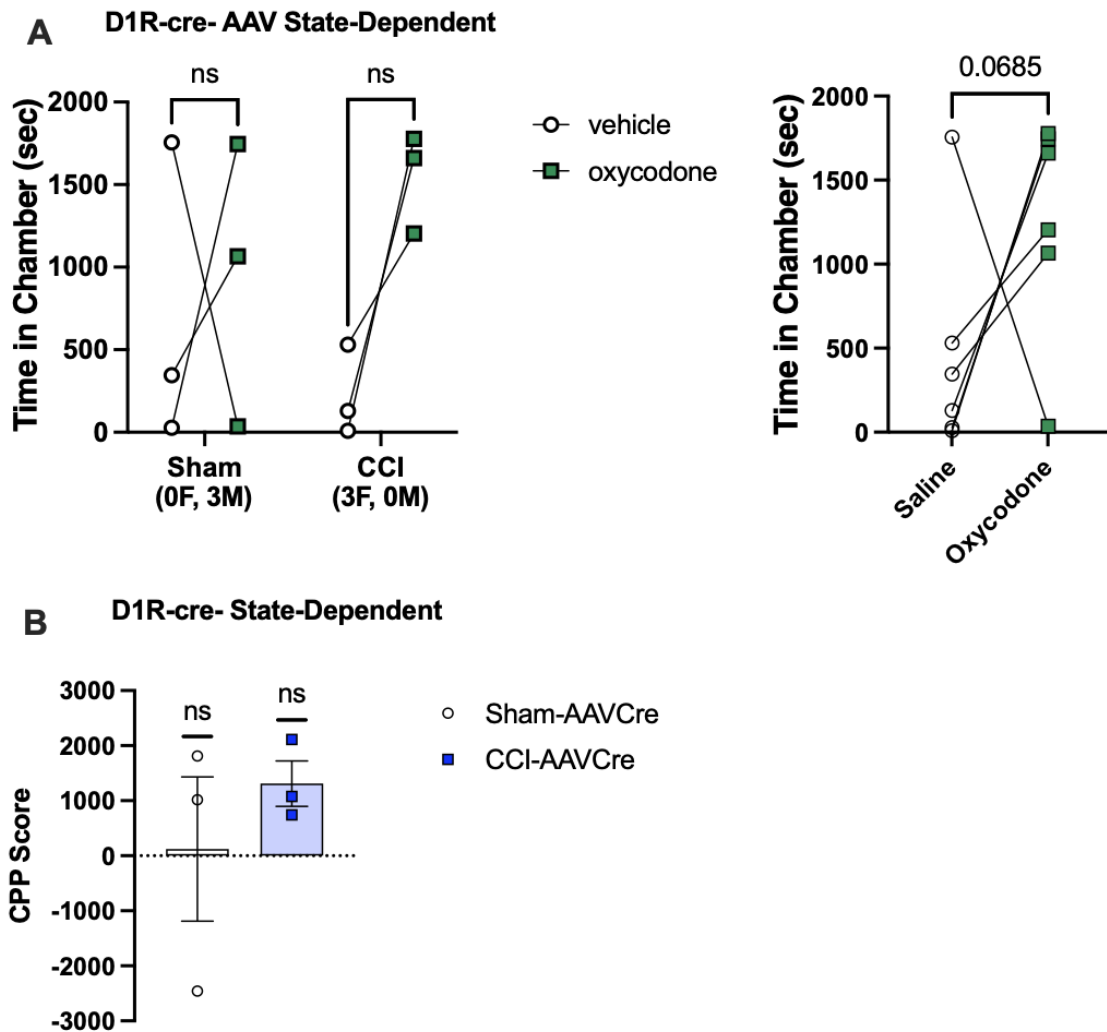 A
D1R-cre- AAV State-Dependent
ns
ns
Time in Chamber (sec)
2000
1500
1000
500
0
Sham
(0F, 3M)
CCI
(3F, 0M)
vehicle
oxycodone
0.0685
Time in Chamber (sec)
2000
1500
1000
500
0
Saline
Oxycodone
B
D1R-cre- State-Dependent
CPP Score
3000
2000
1000
0
-1000
-2000
-3000
ns
ns
Sham-AAVCre
CCI-AAVCre